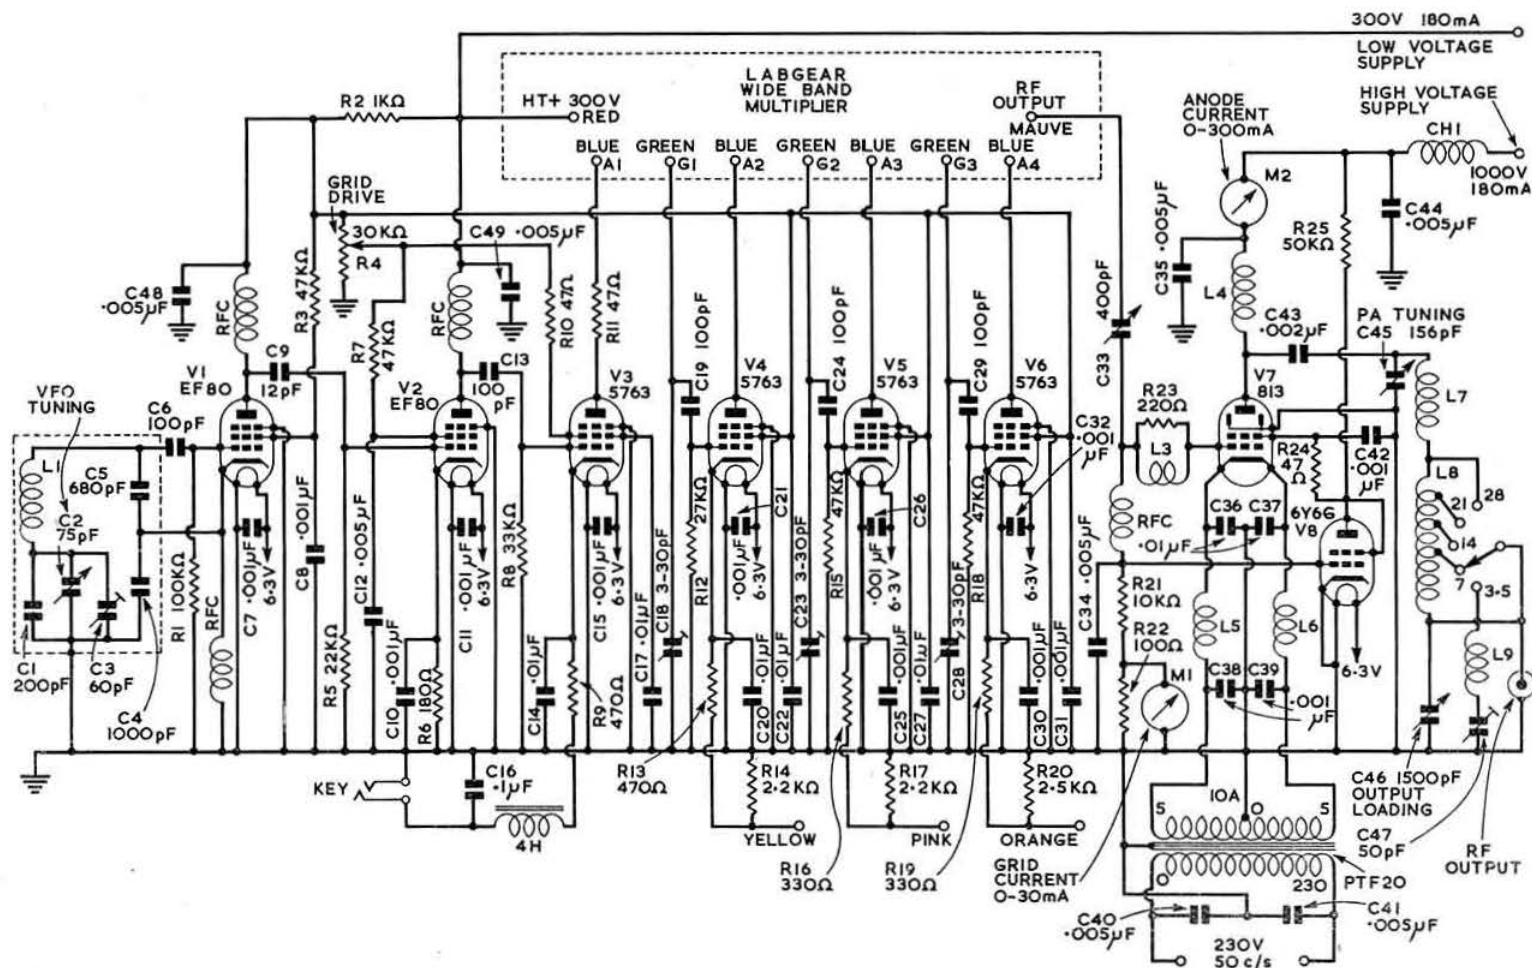 300V 180mA
LOW VOLTAGE
SUPPLY
HIGH VOLTAGE
SUPPLY
CH1
1000V
180mA
LABGEAR
WIDE BAND
MULTIPLIER
HT+ 300V
RED
RF
OUTPUT
MAUVE
BLUE
A1
GREEN
G1
BLUE
A2
GREEN
G2
BLUE
A3
GREEN
G3
BLUE
A4
ANODE
CURRENT
0-300mA
M2
R2 1KΩ
GRID
DRIVE
30KΩ
R4
C49 .005µF
C48
.005µF
RFC
R3 47KΩ
R7
47KΩ
RFC
R10 47Ω
R11 47Ω
C19 100pF
C24 100pF
C29 100pF
400pF
C33
C35 .005µF
L4
R25
50KΩ
C44
.005µF
C43
.002µF
PA TUNING
C45 156pF
L7
V1
EF80
C9
12pF
V2
EF80
C13
100
pF
V3
5763
V4
5763
V5
5763
V6
5763
C32
.001
µF
R23
220Ω
L3
V7
813
R24
47
Ω
C42
.001
µF
VFO
TUNING
C6
100pF
L1
C5
680pF
C2
75pF
C1
200pF
C3
60pF
C4
1000pF
R1 100KΩ
RFC
C7 .001µF
6.3V
C8 .001µF
R5 22KΩ
C12 .005µF
C10 .001µF
R6 180Ω
C11 .001µF
6.3V
R8 33KΩ
C14 .01µF
R9 470Ω
C15 .001µF
6.3V
C17 .01µF
C18 3-30pF
R12 27KΩ
.001µF
C21
6.3V
C20 .01µF
C22 .01µF
C23 3-30pF
R15 47KΩ
.001µF
C26
6.3V
C25 .001µF
C27 .01µF
C28 3-30pF
R18 47KΩ
6.3V
C30 .001µF
C31 .001µF
C34 .005µF
RFC
R21
10KΩ
R22
100Ω
M1
C36
C37
.01µF
6Y6G
V8
L5
L6
C38
C39
.001
µF
6.3V
L8
28
21
14
7
3.5
L9
KEY
C16
.1µF
4H
R13
470Ω
R14
2.2KΩ
YELLOW
R16
330Ω
R17
2.2KΩ
PINK
R19
330Ω
R20
2.5KΩ
ORANGE
GRID
CURRENT
0-30mA
5
10A
O
5
O
230
PTF20
C40
.005µF
C41
.005µF
230V
50c/s
C46 1500pF
OUTPUT
LOADING
C47
50pF
RF
OUTPUT